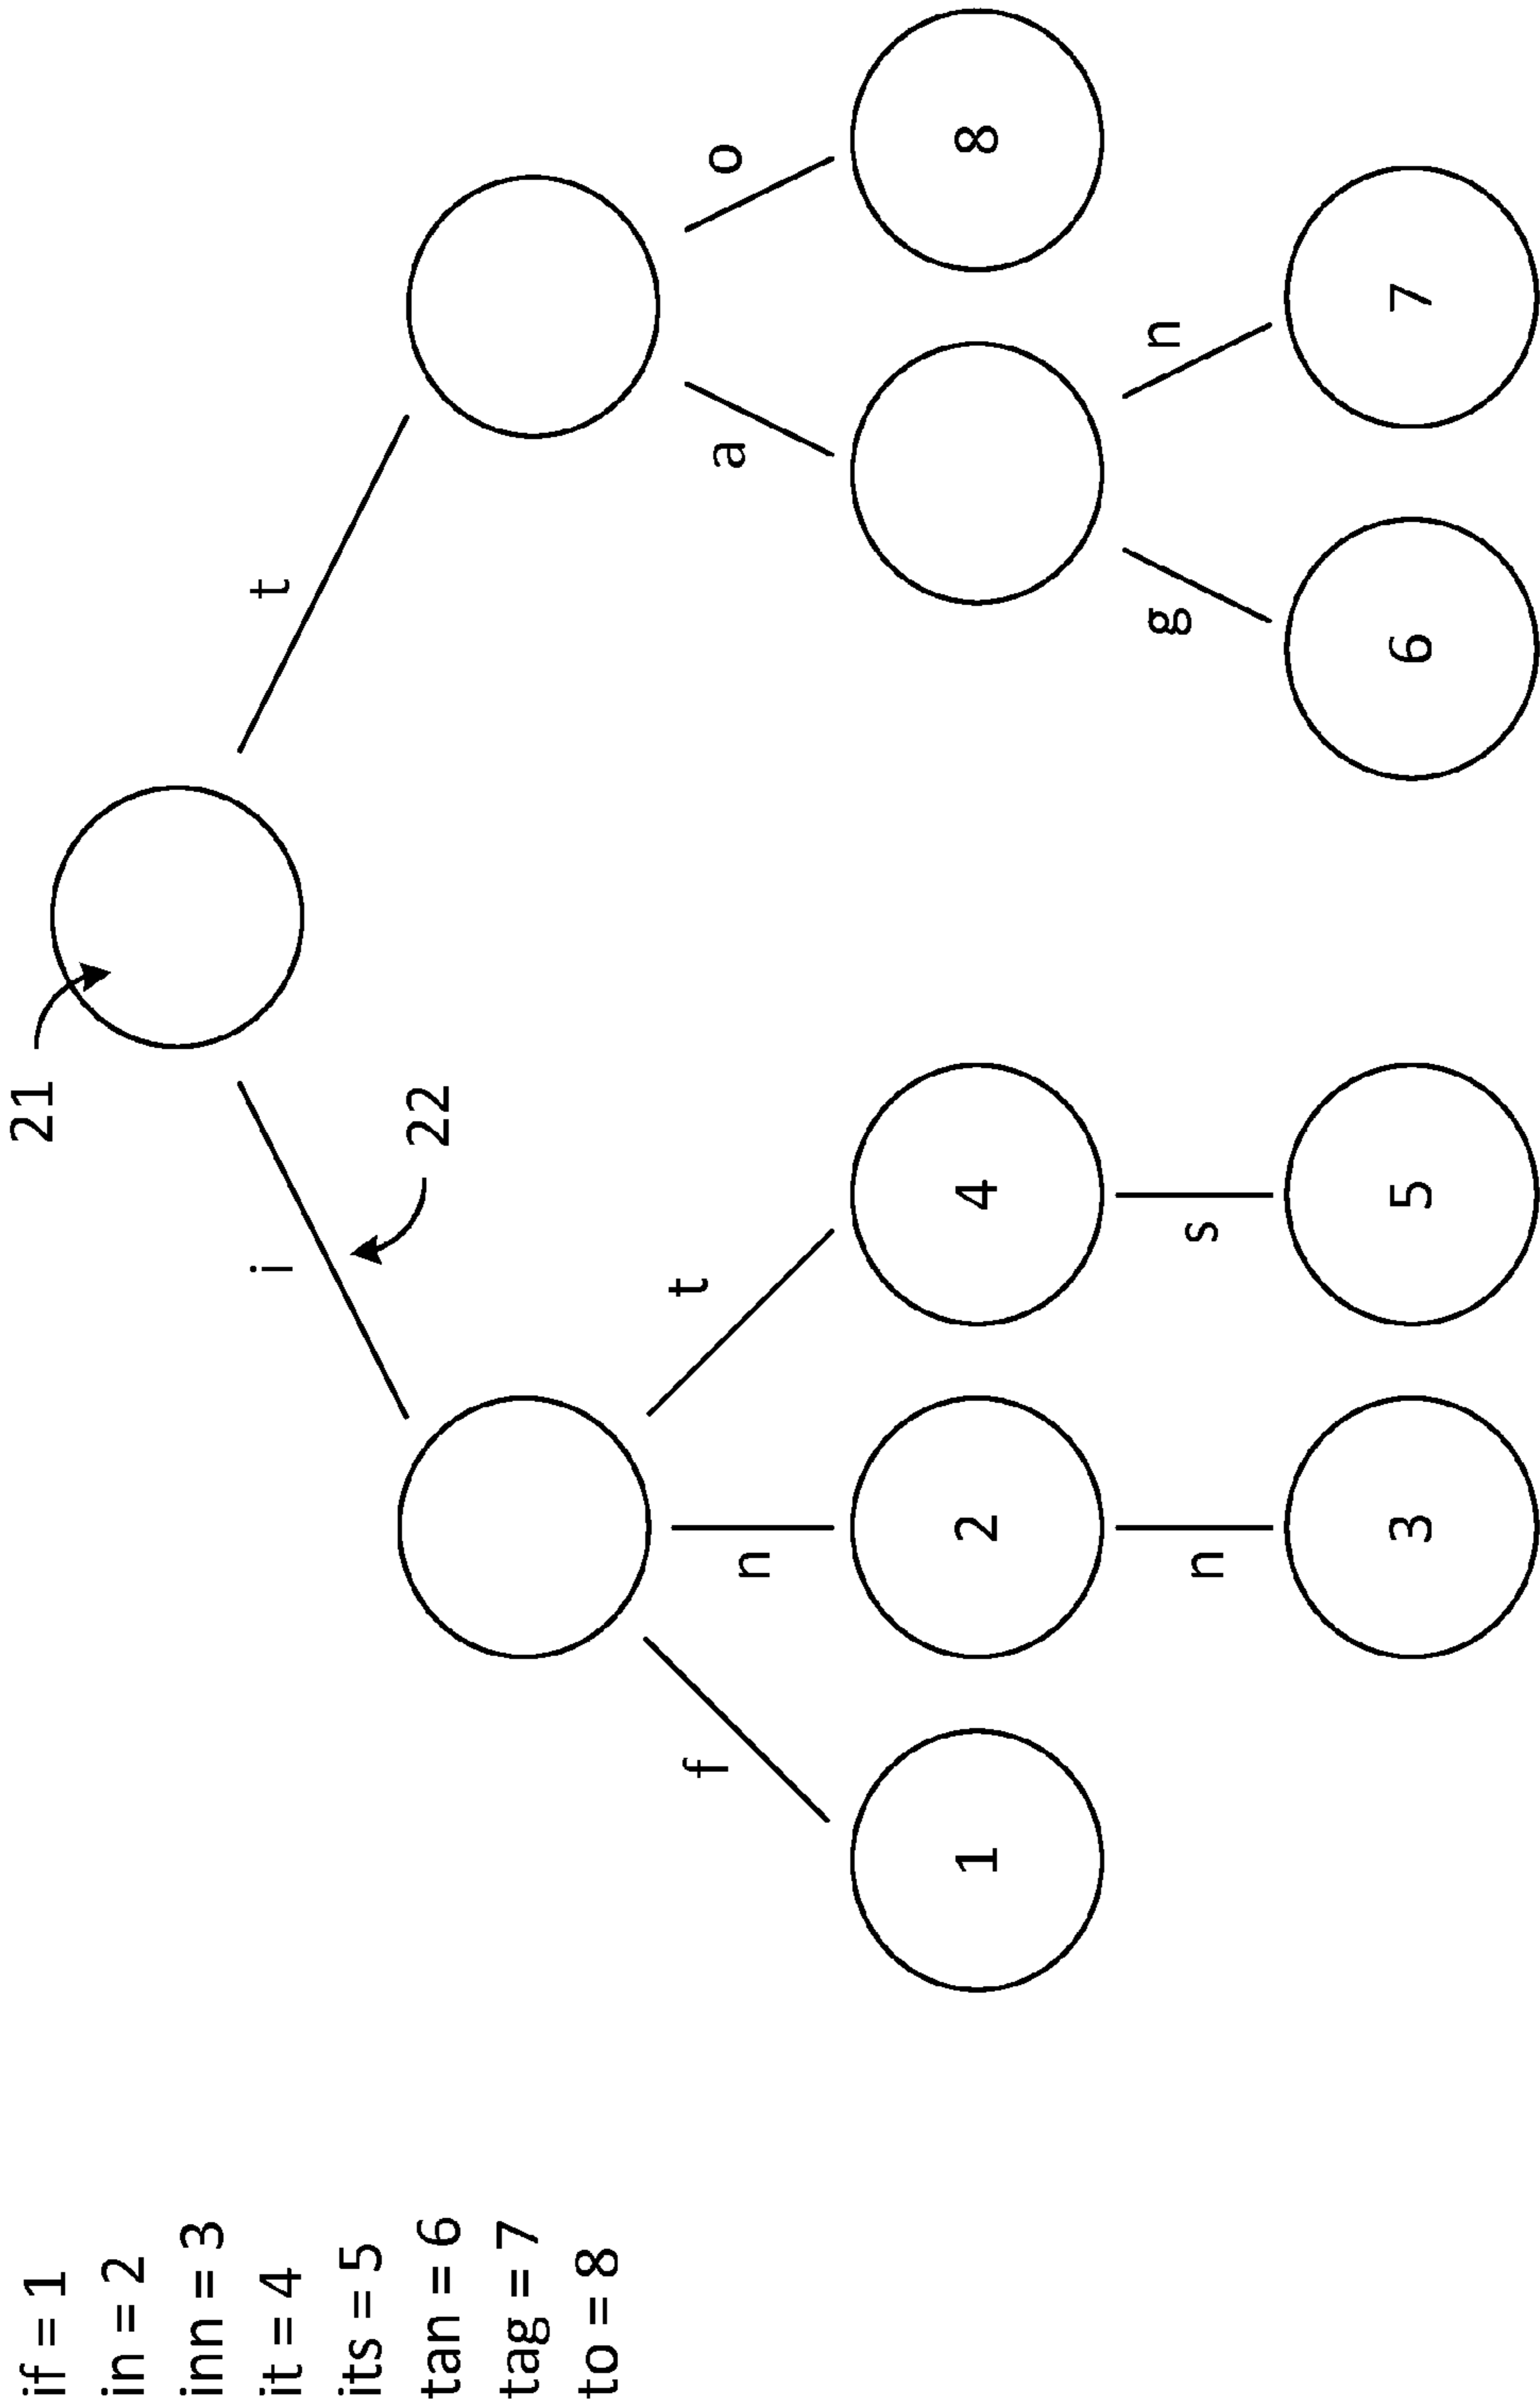 if = 1
in = 2
inn = 3
it = 4
its = 5
tan = 6
tag = 7
to = 8
21
i
t
22
f
n
t
a
o
1
2
4
8
n
s
g
n
3
5
6
7